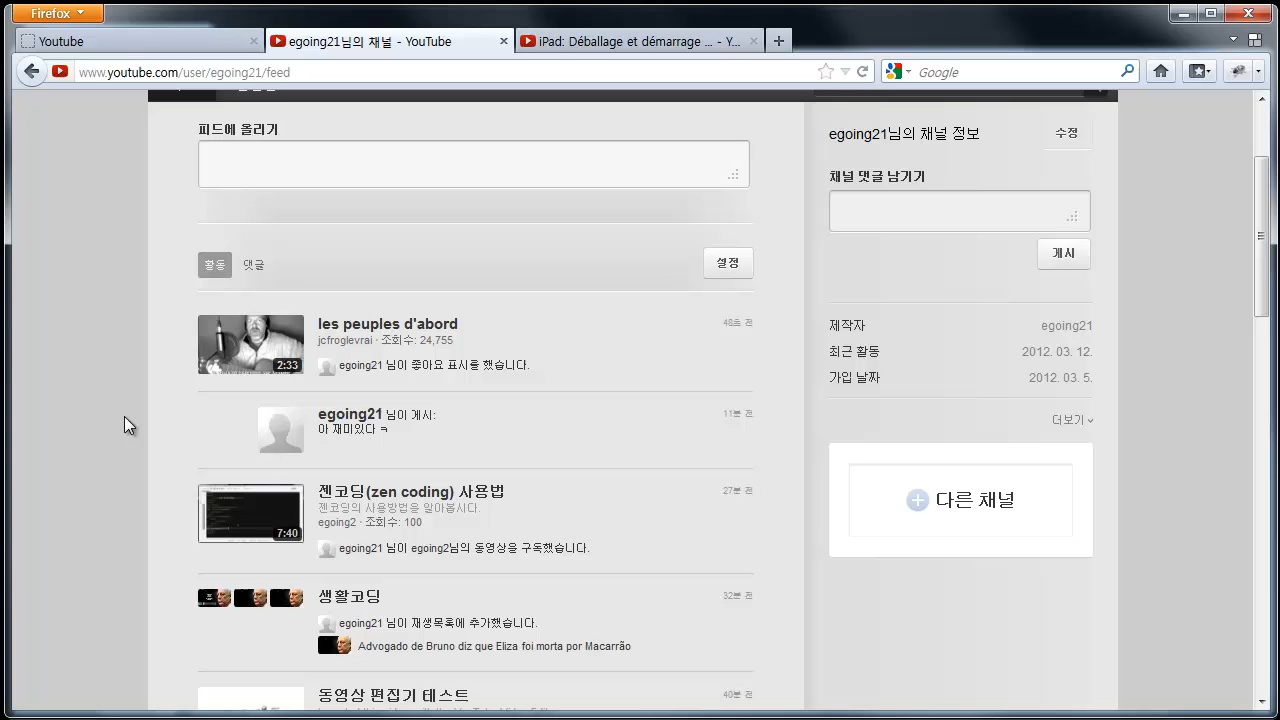 Firefox
Youtube
egoing21님의 채널 - YouTube
iPad: Déballage et démarrage ... - Y...
www.youtube.com/user/egoing21/feed
Google
피드에 올리기
활동
댓글
설정
les peuples d'abord
48초 전
jcfroglevrai · 조회수: 24,755
2:33
egoing21 님이 좋아요 표시를 했습니다.
egoing21 님이 게시:
11분 전
아 재미있다 ㅋ
젠코딩(zen coding) 사용법
27분 전
젠코딩의 사용방법을 알아봅시다.
egoing2 · 조회수: 100
7:40
egoing21 님이 egoing2님의 동영상을 구독했습니다.
생활코딩
32분 전
egoing21 님이 재생목록에 추가했습니다.
Advogado de Bruno diz que Eliza foi morta por Macarrão
동영상 편집기 테스트
40분 전
egoing21님의 채널 정보
수정
채널 댓글 남기기
게시
제작자
egoing21
최근 활동
2012. 03. 12.
가입 날짜
2012. 03. 5.
더보기
다른 채널